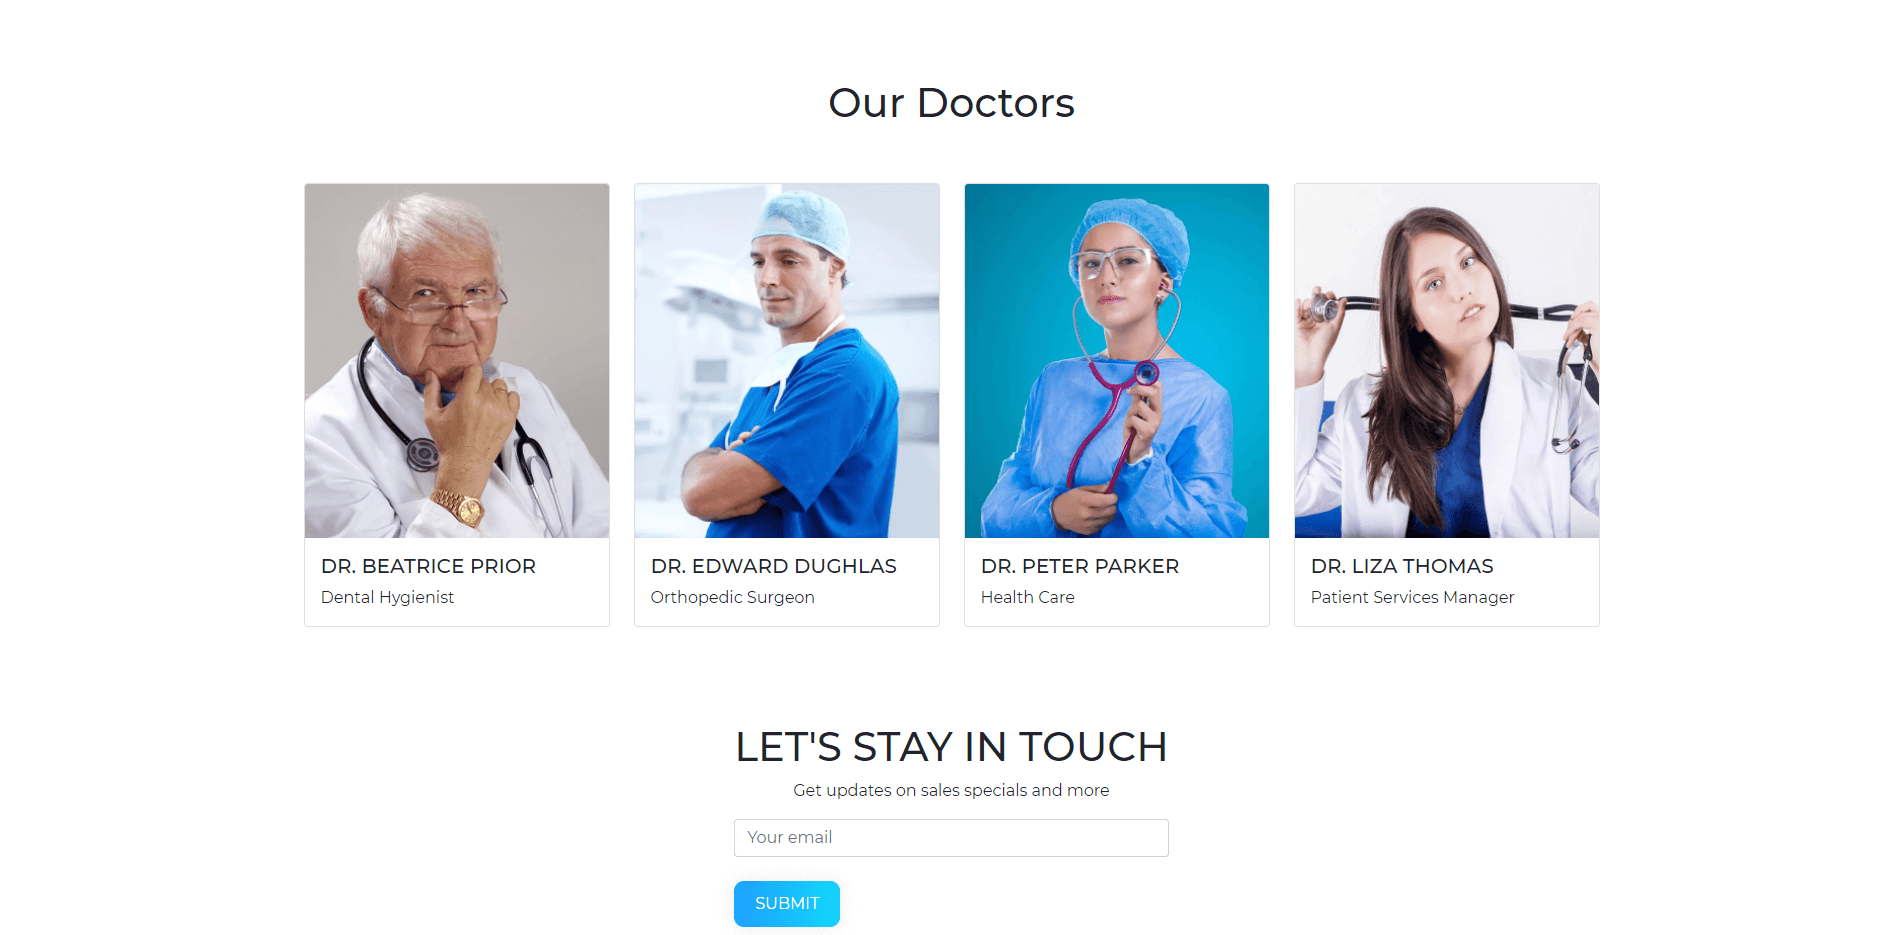 Our Doctors
DR. BEATRICE PRIOR
Dental Hygienist
DR. EDWARD DUGHLAS
Orthopedic Surgeon
DR. PETER PARKER
Health Care
DR. LIZA THOMAS
Patient Services Manager
LET'S STAY IN TOUCH
Get updates on sales specials and more
Your email
SUBMIT